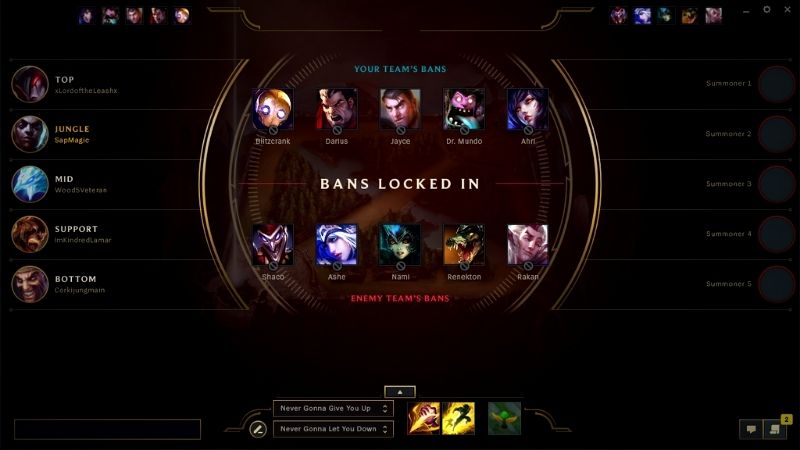 YOUR TEAM'S BANS
Blitzcrank
Darius
Jayce
Dr. Mundo
Ahri
BANS LOCKED IN
Shaco
Ashe
Nami
Renekton
Rakan
ENEMY TEAM'S BANS
TOP
xLordoftheLeashx
JUNGLE
SapMagic
MID
WoodSVeteran
SUPPORT
ImKindredLamar
BOTTOM
Corkijungmain
Summoner 1
Summoner 2
Summoner 3
Summoner 4
Summoner 5
Never Gonna Give You Up
Never Gonna Let You Down
2